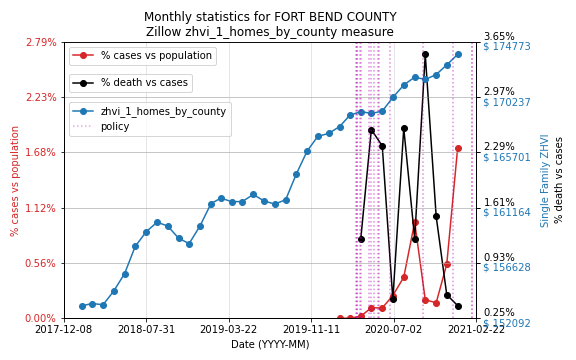 Monthly statistics for FORT BEND COUNTY
Zillow zhvi_1_homes_by_county measure
2.79%
2.23%
1.68%
1.12%
0.56%
0.00%
% cases vs population
% cases vs population
% death vs cases
zhvi_1_homes_by_county
policy
3.65%
$ 174773
2.97%
$ 170237
2.29%
$ 165701
1.61%
$ 161164
0.93%
$ 156628
0.25%
$ 152092
Single Family ZHVI
% death vs cases
2017-12-08
2018-07-31
2019-03-22
2019-11-11
2020-07-02
2021-02-22
Date (YYYY-MM)